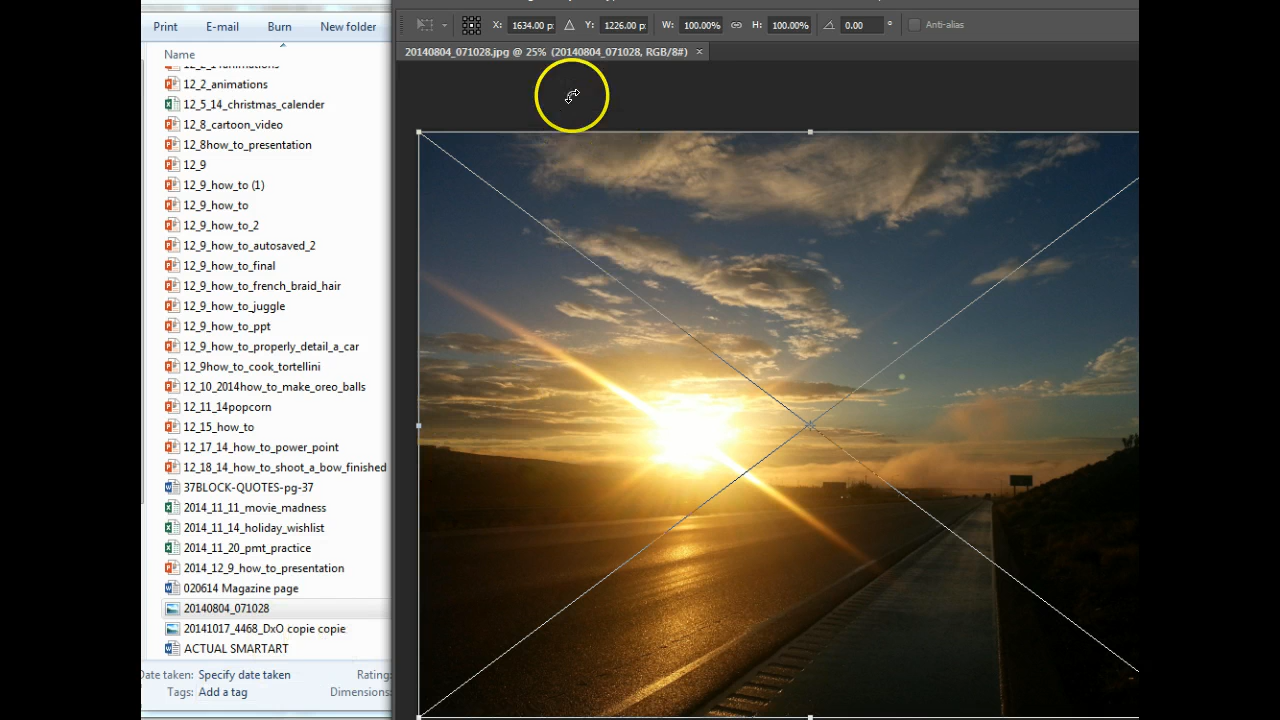 Print E-mail Burn New folder
X: 1634.00 p: Y: 1226.00 p: W: 100.00% H: 100.00% 0.00 ° Anti-alias
20140804_071028.jpg @ 25% (20140804_071028, RGB/8#) ×
Name
12_2_animations
12_5_14_christmas_calender
12_8_cartoon_video
12_8how_to_presentation
12_9
12_9_how_to (1)
12_9_how_to
12_9_how_to_2
12_9_how_to_autosaved_2
12_9_how_to_final
12_9_how_to_french_braid_hair
12_9_how_to_juggle
12_9_how_to_ppt
12_9_how_to_properly_detail_a_car
12_9how_to_cook_tortellini
12_10_2014how_to_make_oreo_balls
12_11_14popcorn
12_15_how_to
12_17_14_how_to_power_point
12_18_14_how_to_shoot_a_bow_finished
37BLOCK-QUOTES-pg-37
2014_11_11_movie_madness
2014_11_14_holiday_wishlist
2014_11_20_pmt_practice
2014_12_9_how_to_presentation
020614 Magazine page
20140804_071028
20141017_4468_DxO copie copie
ACTUAL SMARTART
Date taken: Specify date taken Rating:
Tags: Add a tag Dimensions: